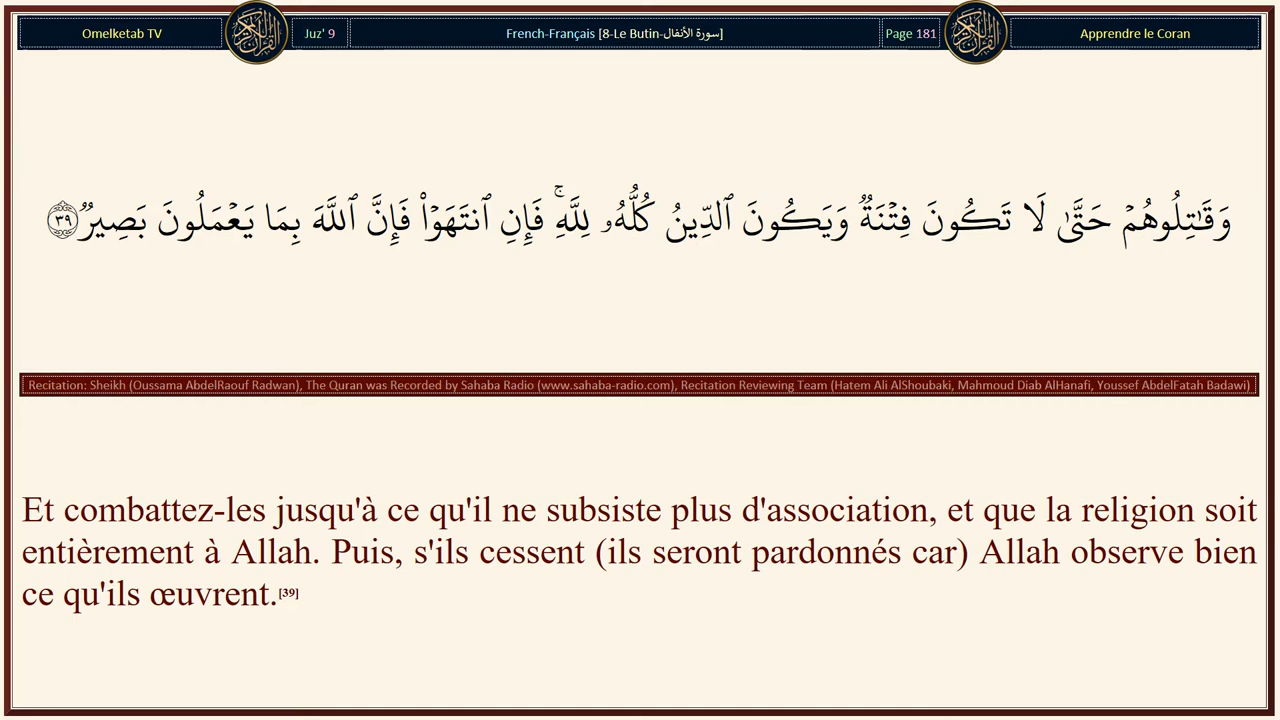 Omelketab TV
Juz' 9
French-Français [8-Le Butin-سورة الأنفال]
Page 181
Apprendre le Coran
وَقَٰتِلُوهُمۡ حَتَّىٰ لَا تَكُونَ فِتۡنَةٞ وَيَكُونَ ٱلدِّينُ كُلُّهُۥ لِلَّهِۚ فَإِنِ ٱنتَهَوۡاْ فَإِنَّ ٱللَّهَ بِمَا يَعۡمَلُونَ بَصِيرٞ ٣٩
Recitation: Sheikh (Oussama AbdelRaouf Radwan), The Quran was Recorded by Sahaba Radio (www.sahaba-radio.com), Recitation Reviewing Team (Hatem Ali AlShoubaki, Mahmoud Diab AlHanafi, Youssef AbdelFatah Badawi)
Et combattez-les jusqu'à ce qu'il ne subsiste plus d'association, et que la religion soit
entièrement à Allah. Puis, s'ils cessent (ils seront pardonnés car) Allah observe bien
ce qu'ils œuvrent.[39]